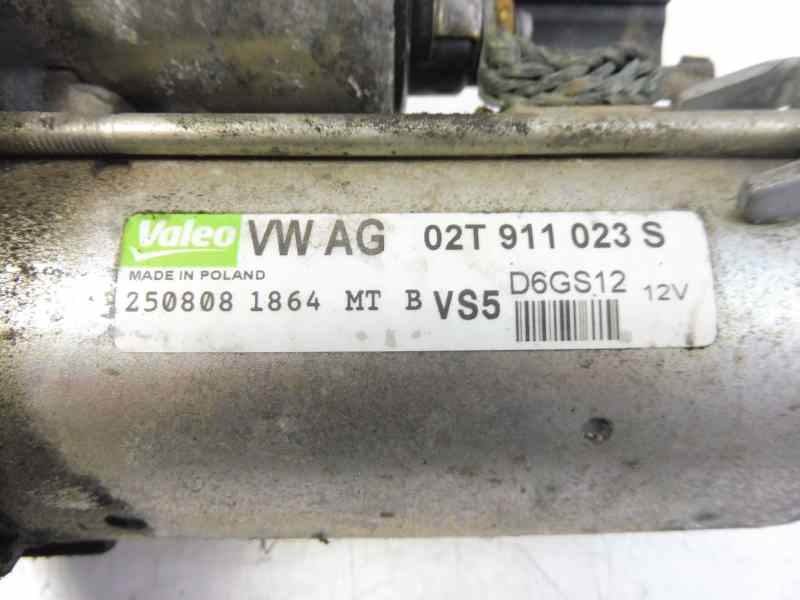 Valeo VW AG 02T 911 023 S
MADE IN POLAND
250808 1864 MT B VS5 D6GS12 12V